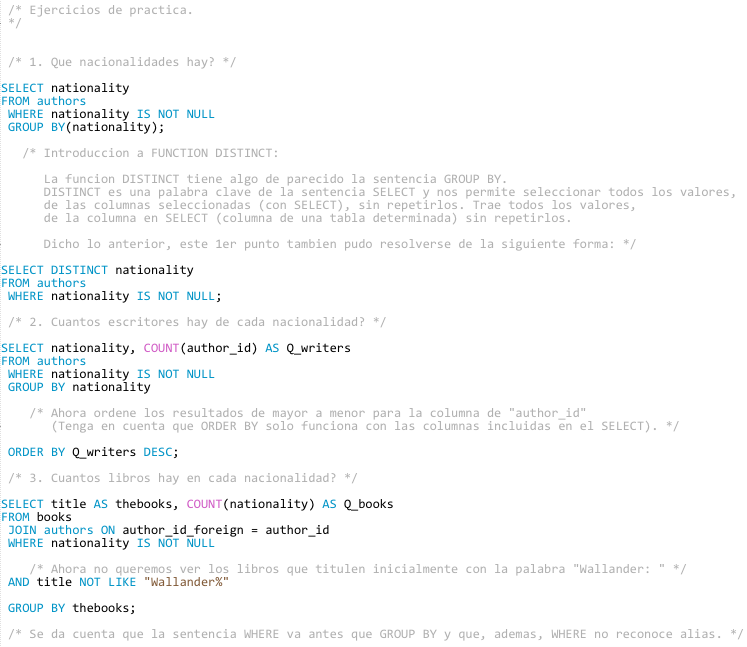 /* Ejercicios de practica.
*/
/* 1. Que nacionalidades hay? */
SELECT nationality
FROM authors
WHERE nationality IS NOT NULL
GROUP BY(nationality);
/* Introduccion a FUNCTION DISTINCT:
La funcion DISTINCT tiene algo de parecido la sentencia GROUP BY.
DISTINCT es una palabra clave de la sentencia SELECT y nos permite seleccionar todos los valores,
de las columnas seleccionadas (con SELECT), sin repetirlos. Trae todos los valores,
de la columna en SELECT (columna de una tabla determinada) sin repetirlos.
Dicho lo anterior, este 1er punto tambien pudo resolverse de la siguiente forma: */
SELECT DISTINCT nationality
FROM authors
WHERE nationality IS NOT NULL;
/* 2. Cuantos escritores hay de cada nacionalidad? */
SELECT nationality, COUNT(author_id) AS Q_writers
FROM authors
WHERE nationality IS NOT NULL
GROUP BY nationality
/* Ahora ordene los resultados de mayor a menor para la columna de "author_id"
(Tenga en cuenta que ORDER BY solo funciona con las columnas incluidas en el SELECT). */
ORDER BY Q_writers DESC;
/* 3. Cuantos libros hay en cada nacionalidad? */
SELECT title AS thebooks, COUNT(nationality) AS Q_books
FROM books
JOIN authors ON author_id_foreign = author_id
WHERE nationality IS NOT NULL
/* Ahora no queremos ver los libros que titulen inicialmente con la palabra "Wallander: " */
AND title NOT LIKE "Wallander%"
GROUP BY thebooks;
/* Se da cuenta que la sentencia WHERE va antes que GROUP BY y que, ademas, WHERE no reconoce alias. */